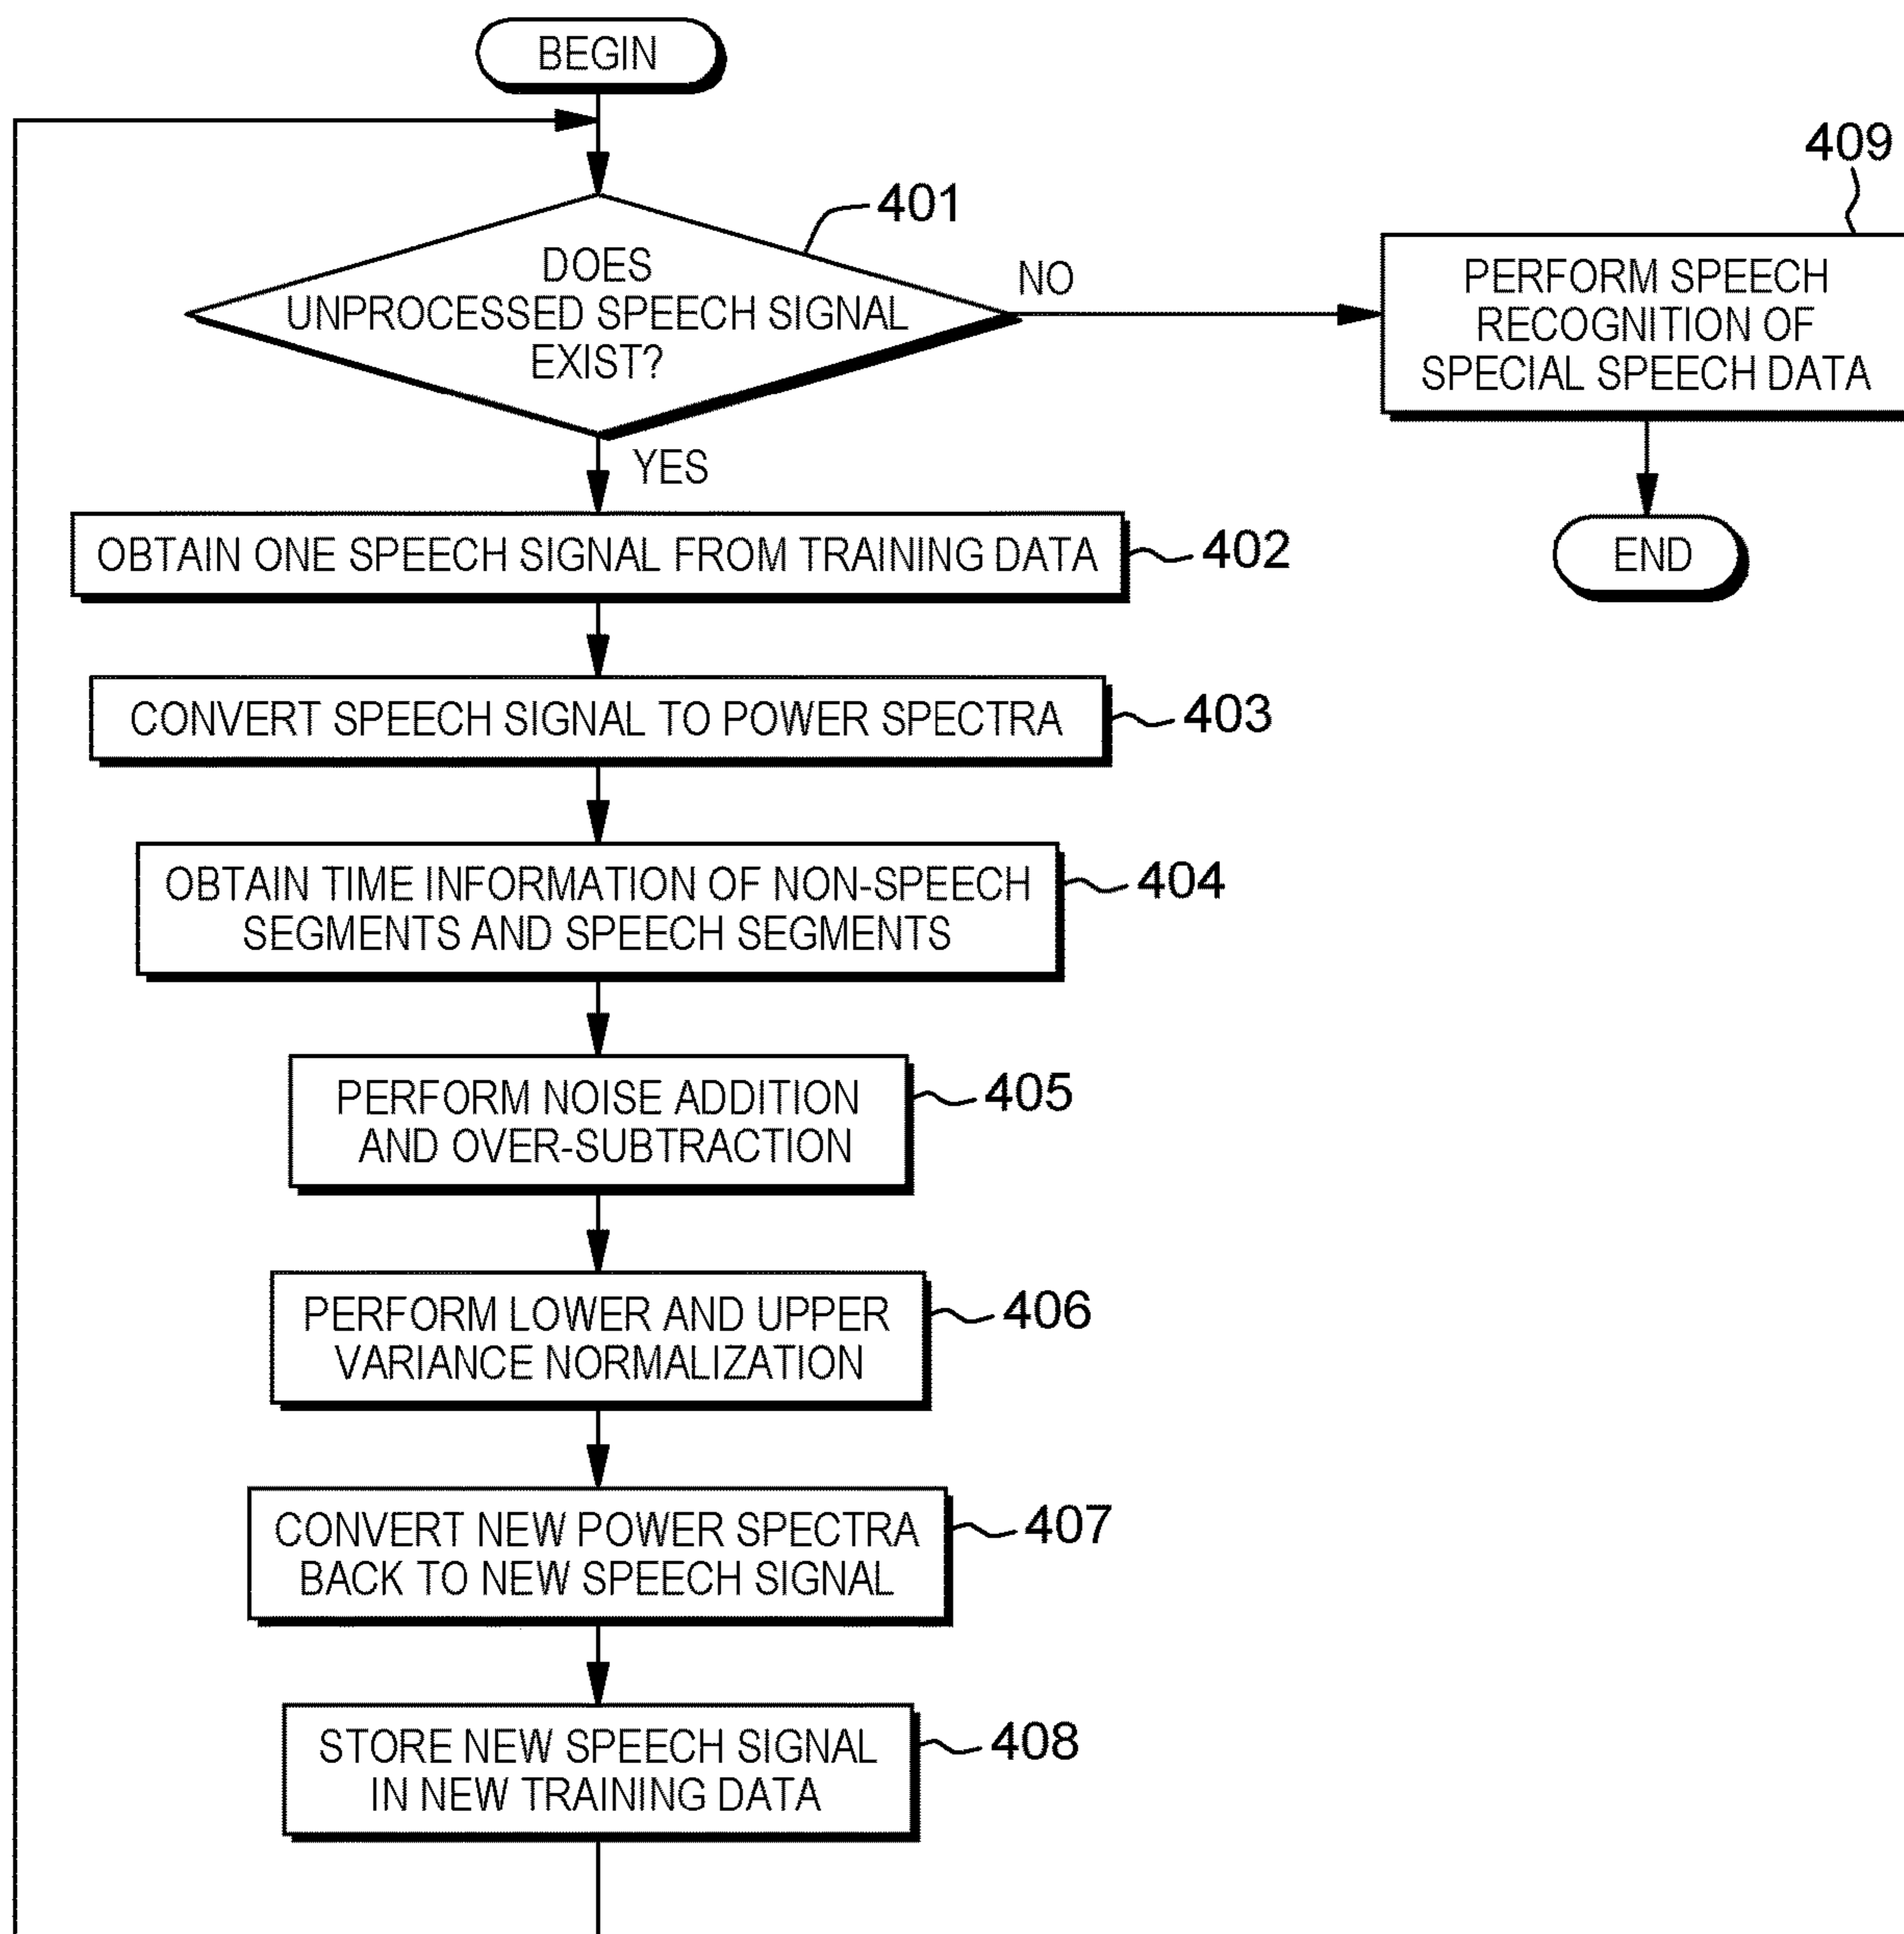 BEGIN
401
DOES
UNPROCESSED SPEECH SIGNAL
EXIST?
NO
YES
409
PERFORM SPEECH
RECOGNITION OF
SPECIAL SPEECH DATA
END
OBTAIN ONE SPEECH SIGNAL FROM TRAINING DATA
402
CONVERT SPEECH SIGNAL TO POWER SPECTRA
403
OBTAIN TIME INFORMATION OF NON-SPEECH
SEGMENTS AND SPEECH SEGMENTS
404
PERFORM NOISE ADDITION
AND OVER-SUBTRACTION
405
PERFORM LOWER AND UPPER
VARIANCE NORMALIZATION
406
CONVERT NEW POWER SPECTRA
BACK TO NEW SPEECH SIGNAL
407
STORE NEW SPEECH SIGNAL
IN NEW TRAINING DATA
408